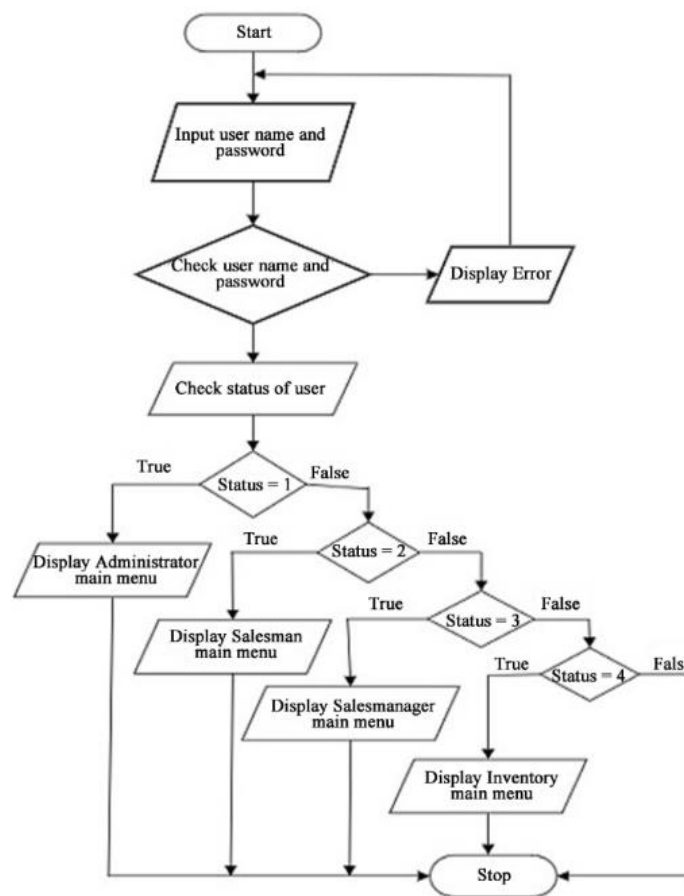 Start
Input user name and
password
Check user name and
password
Display Error
Check status of user
True
False
Status = 1
Display Administrator
main menu
True
False
Status = 2
Display Salesman
main menu
True
False
Status = 3
Display Salesmanager
main menu
True
Fals
Status = 4
Display Inventory
main menu
Stop